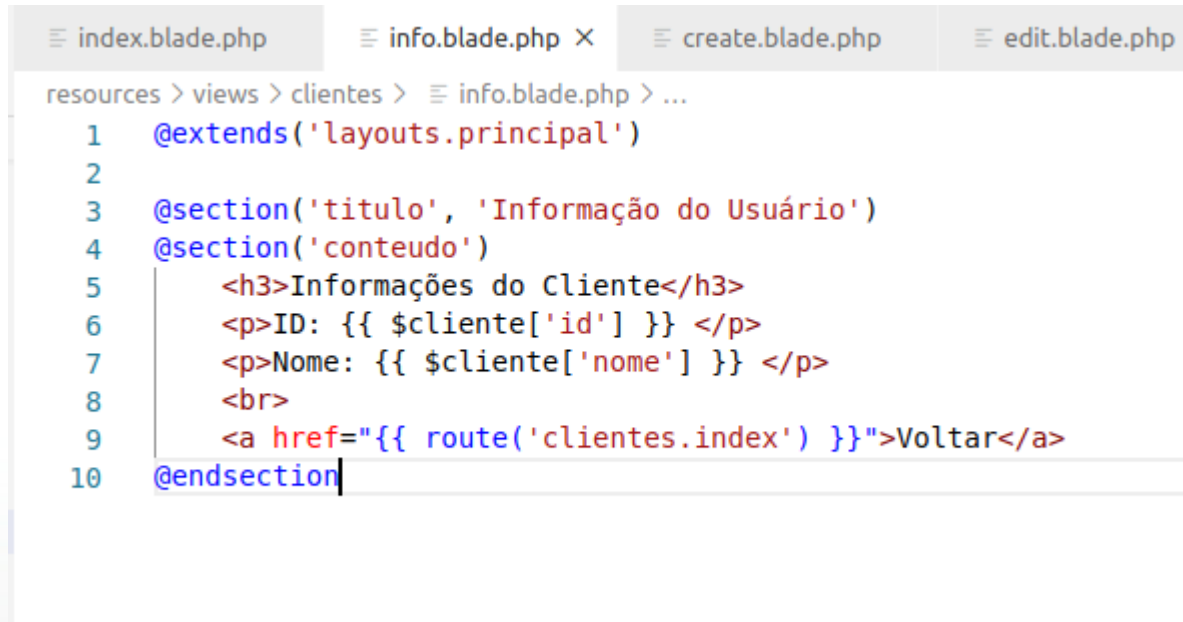 index.blade.php info.blade.php × create.blade.php edit.blade.php
resources > views > clientes > info.blade.php > ...
1 @extends('layouts.principal')
2
3 @section('titulo', 'Informação do Usuário')
4 @section('conteudo')
5 <h3>Informações do Cliente</h3>
6 <p>ID: {{ $cliente['id'] }} </p>
7 <p>Nome: {{ $cliente['nome'] }} </p>
8 <br>
9 <a href="{{ route('clientes.index') }}">Voltar</a>
10 @endsection